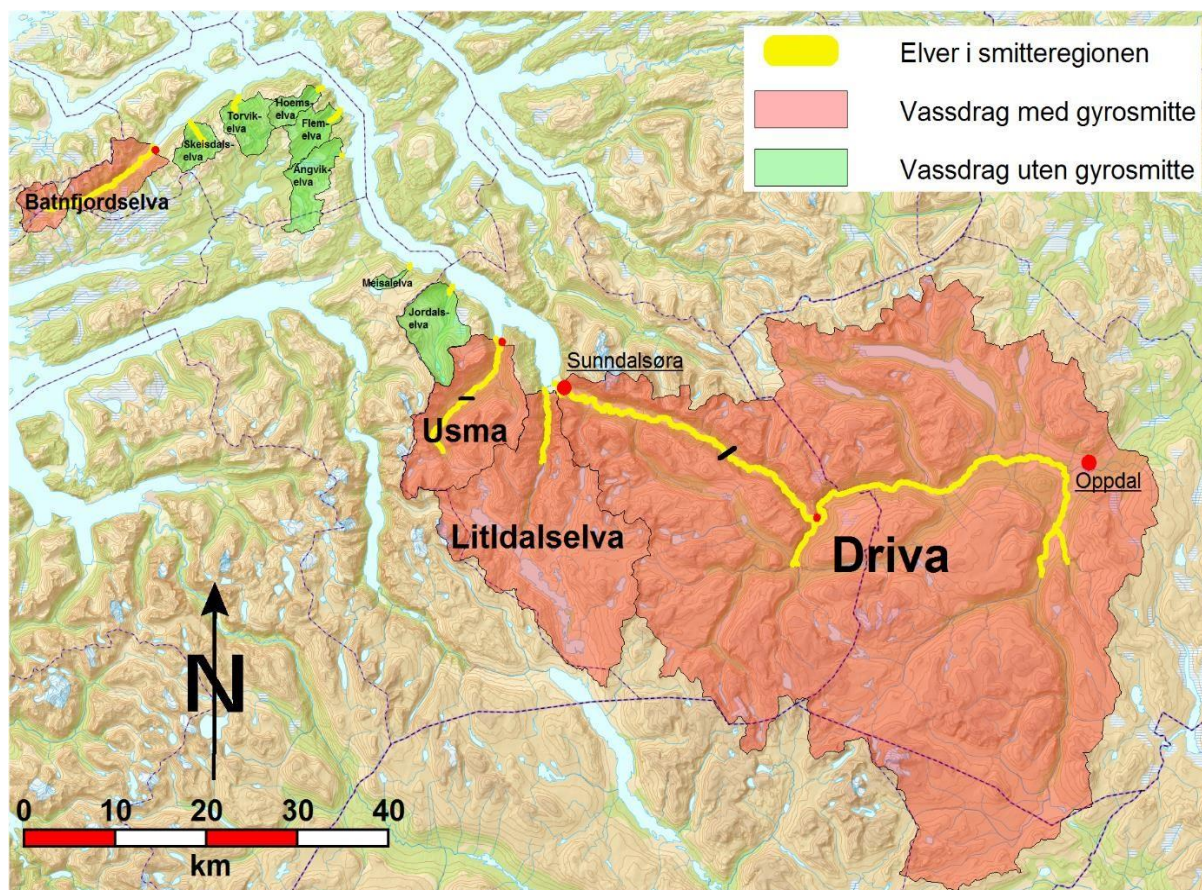 Elver i smitteregionen
Vassdrag med gyrosmitte
Vassdrag uten gyrosmitte
Hoems-
elva
Torvik-
elva
Flem-
elva
Skeisdals-
elva
Angvik-
elva
Batnfjordselva
Meisalelva
Jordals-
elva
Sunndalsøra
Usma
Oppdal
Litldalselva
Driva
N
0 10 20 30 40
km